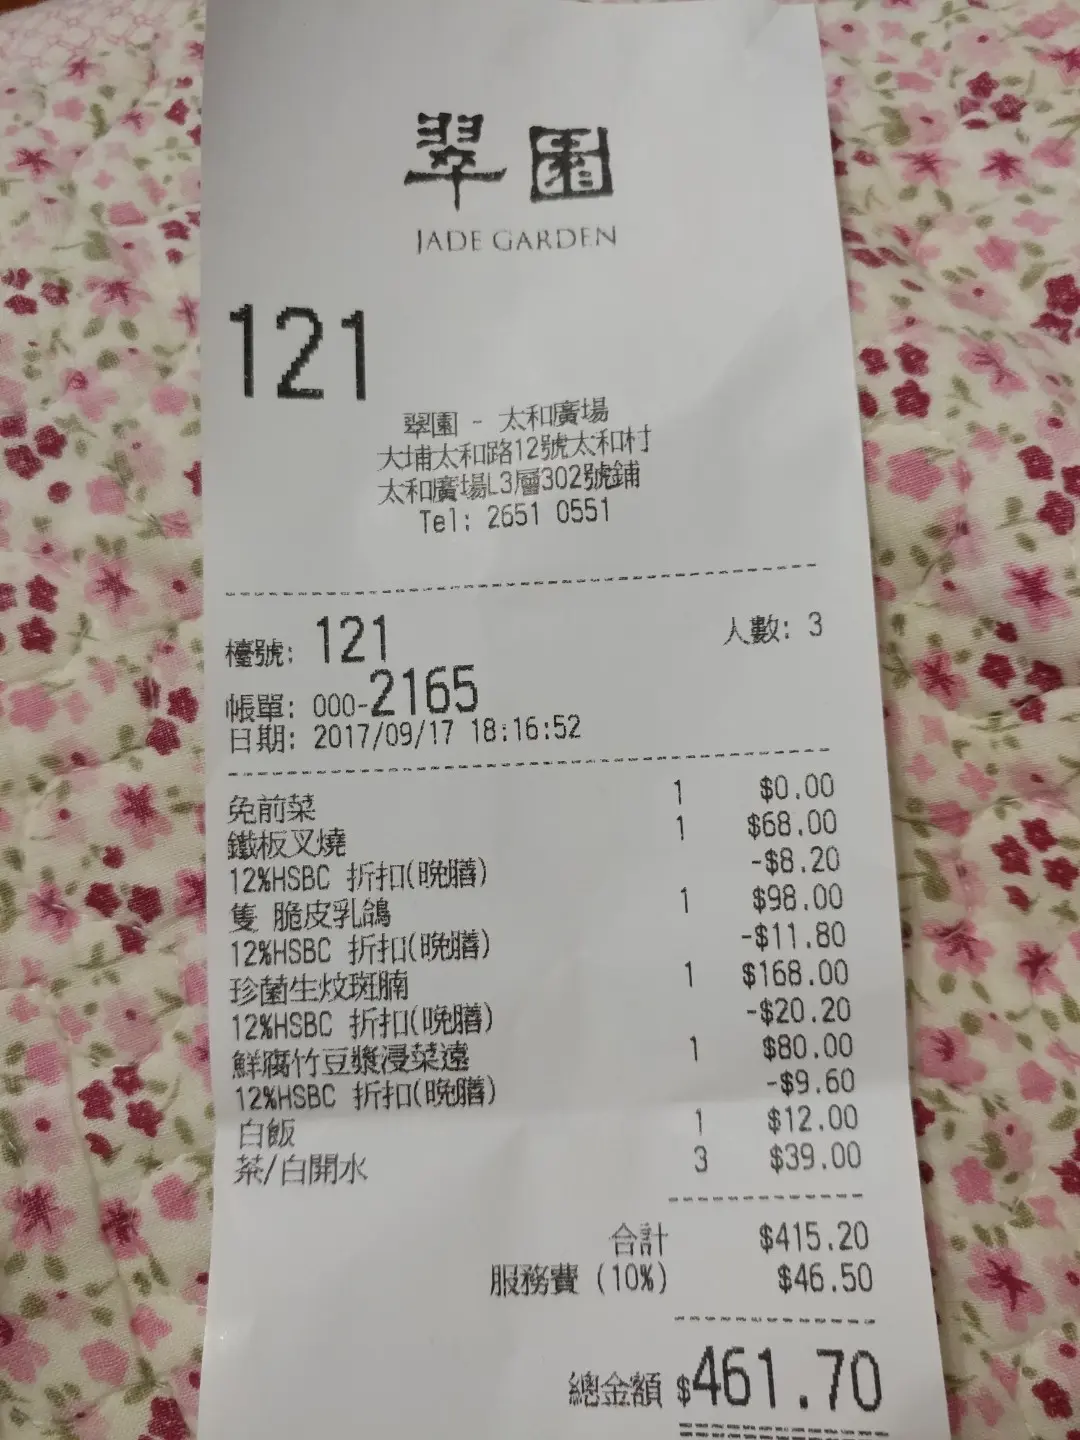 翠園
JADE GARDEN
121
翠園 - 太和廣場
大埔太和路12號太和村
太和廣場L3層302號鋪
Tel: 2651 0551
檯號: 121 人數: 3
帳單: 000-2165
日期: 2017/09/17 18:16:52
免前菜 1 $0.00
鐵板叉燒 1 $68.00
12%HSBC 折扣(晚膳) -$8.20
隻 脆皮乳鴿 1 $98.00
12%HSBC 折扣(晚膳) -$11.80
珍菌生炆斑腩 1 $168.00
12%HSBC 折扣(晚膳) -$20.20
鮮腐竹豆漿浸菜遠 1 $80.00
12%HSBC 折扣(晚膳) -$9.60
白飯 1 $12.00
茶/白開水 3 $39.00
合計 $415.20
服務費 (10%) $46.50
總金額 $461.70